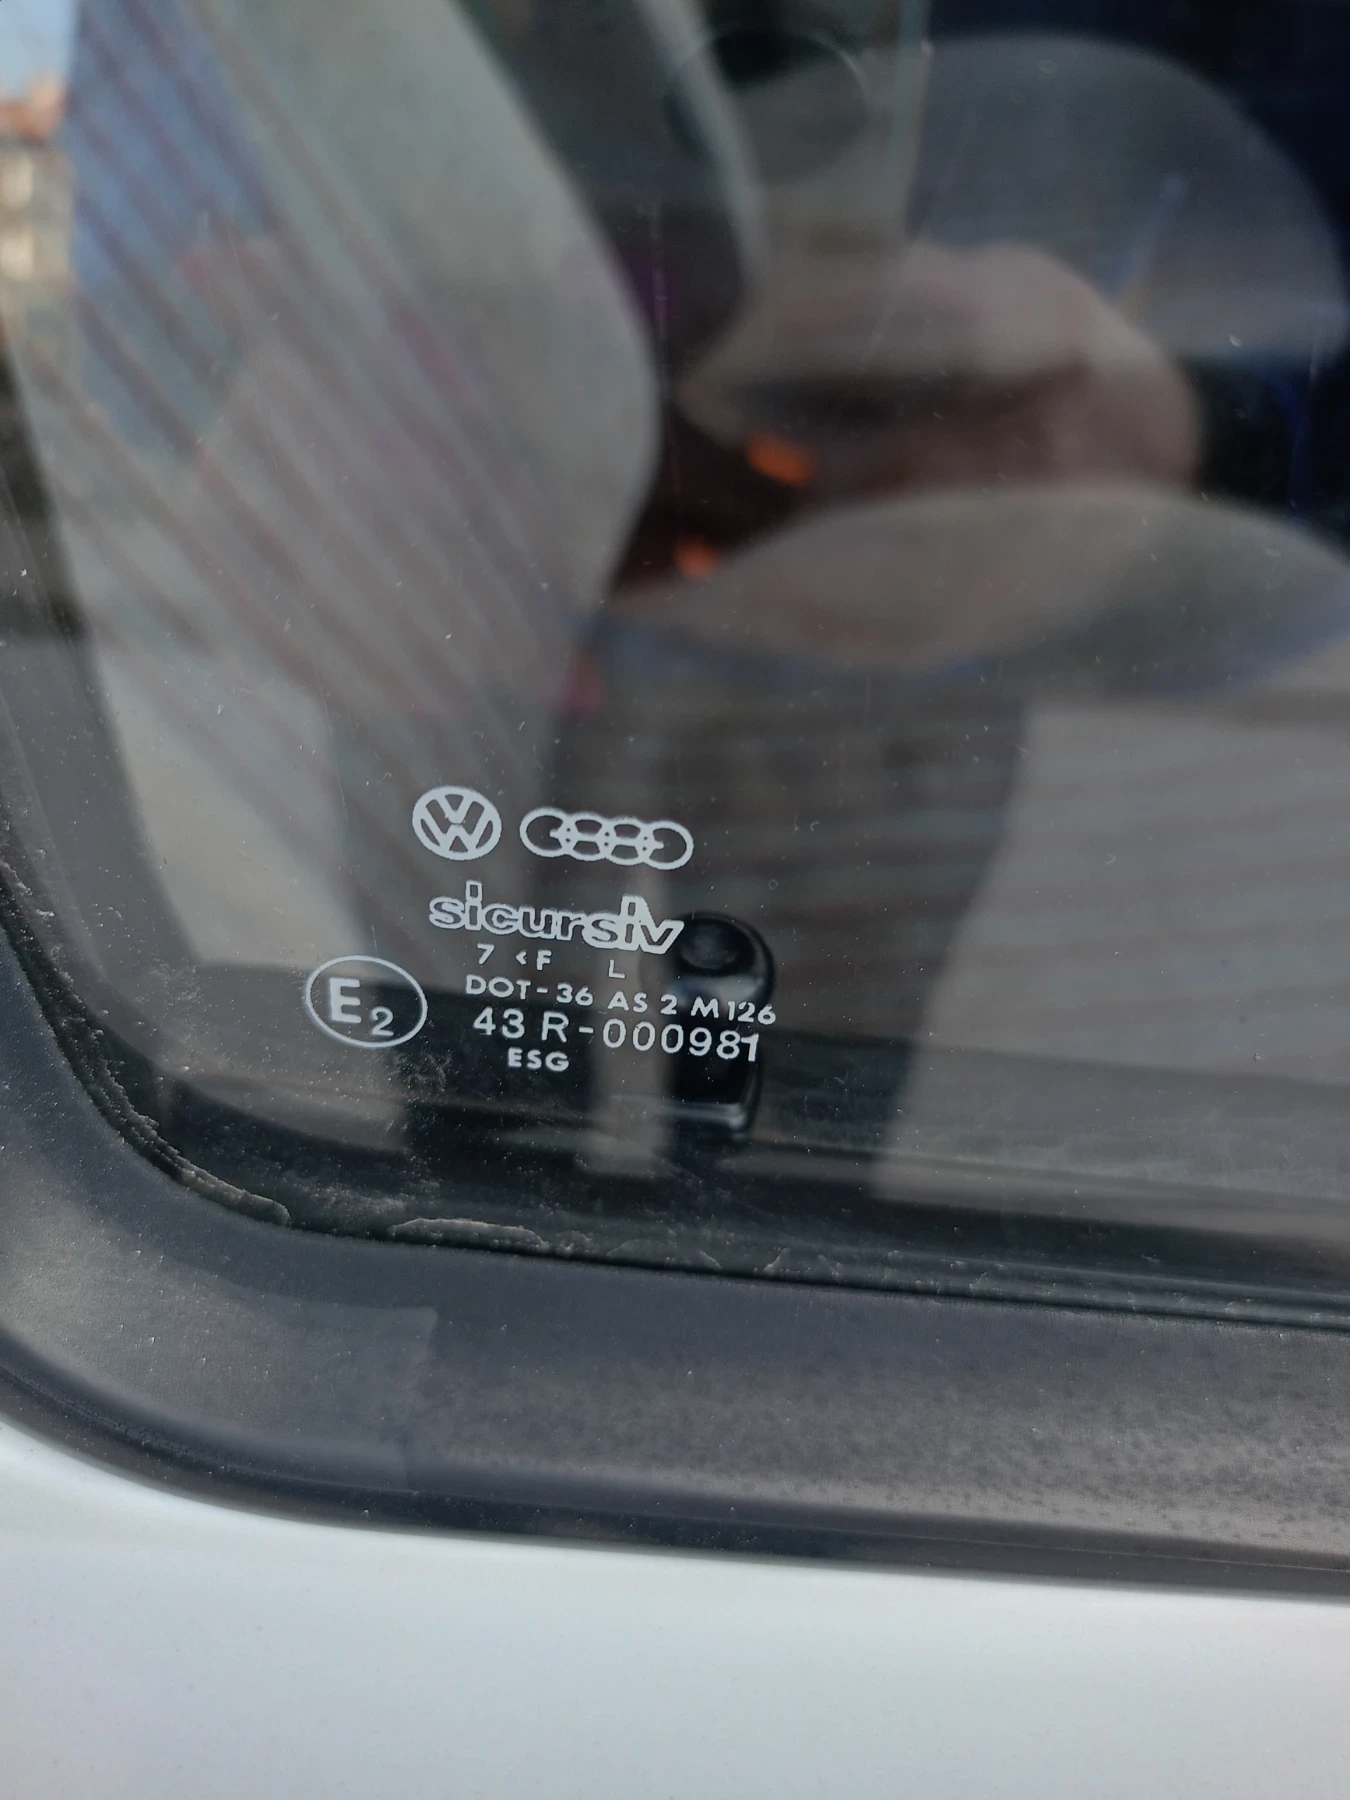 sicursiv
7 <F L
DOT-36 AS 2 M126
E2 43 R-000981
ESG